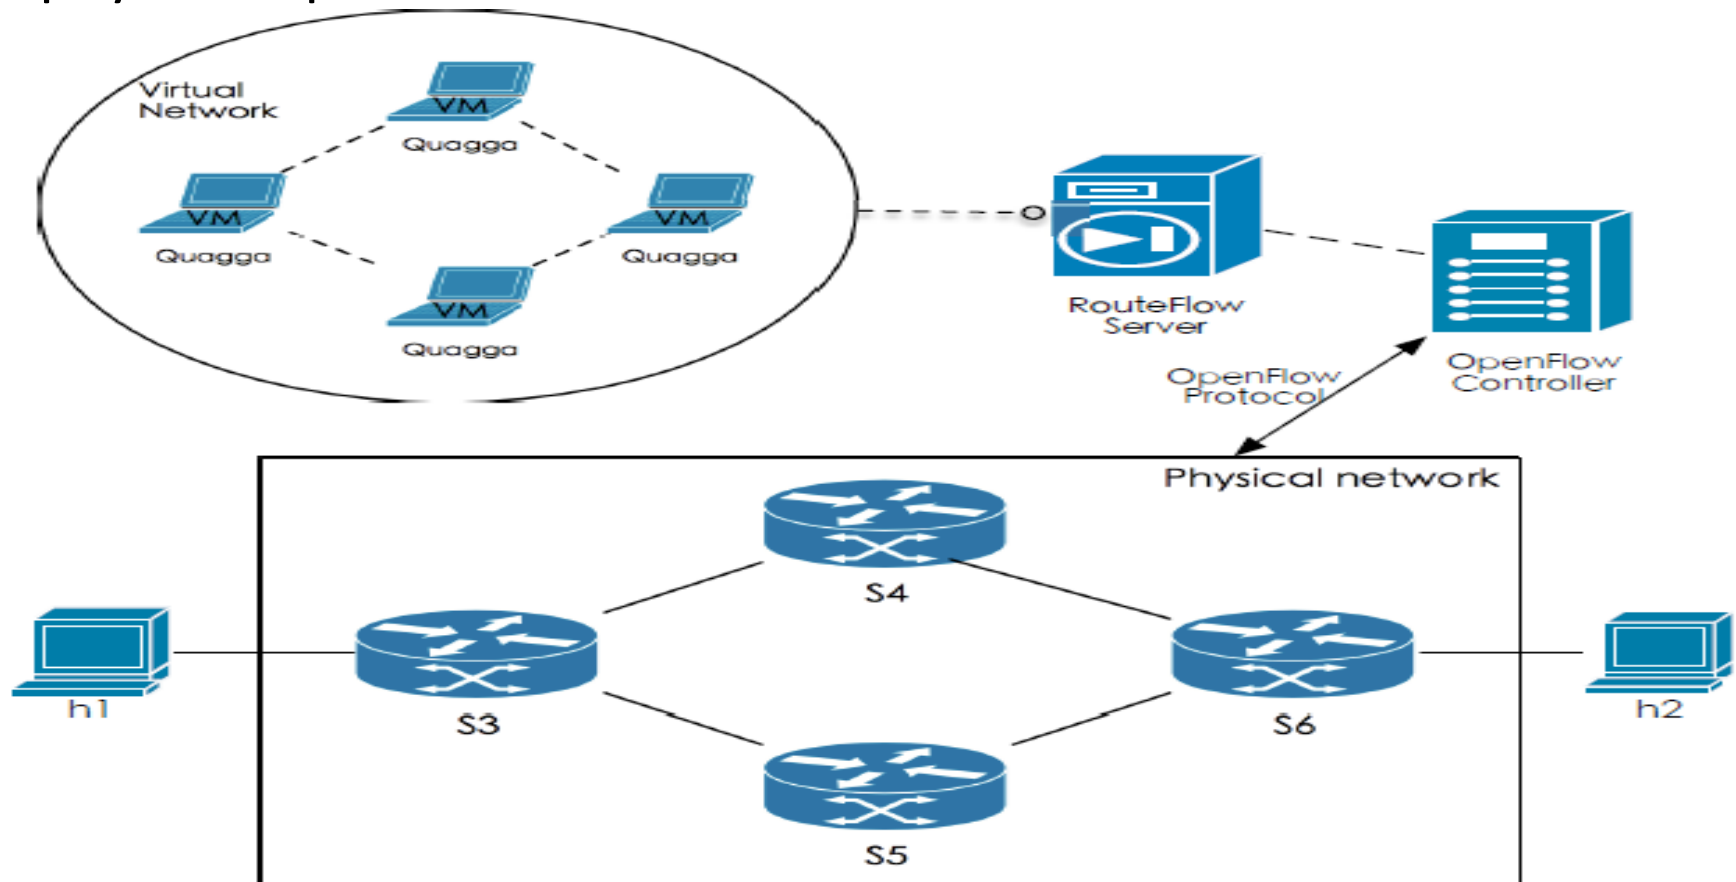 Virtual
Network
VM
Quagga
VM
Quagga
VM
Quagga
VM
Quagga
RouteFlow
Server
OpenFlow
Controller
OpenFlow
Protocol
Physical network
S4
h1
S3
S6
h2
S5